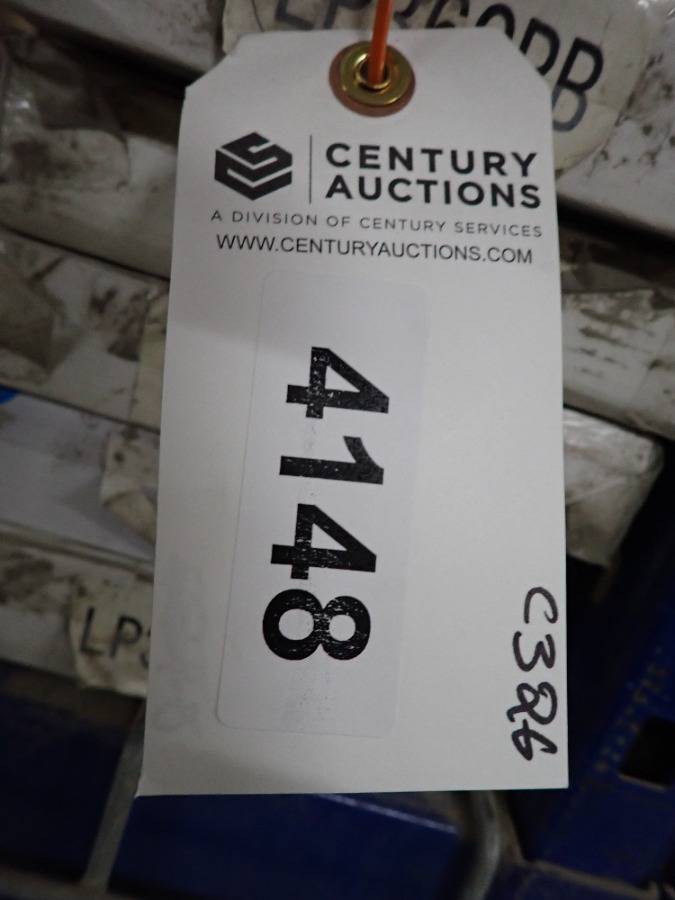 CENTURY
AUCTIONS
A DIVISION OF CENTURY SERVICES
WWW.CENTURYAUCTIONS.COM
4148
C326